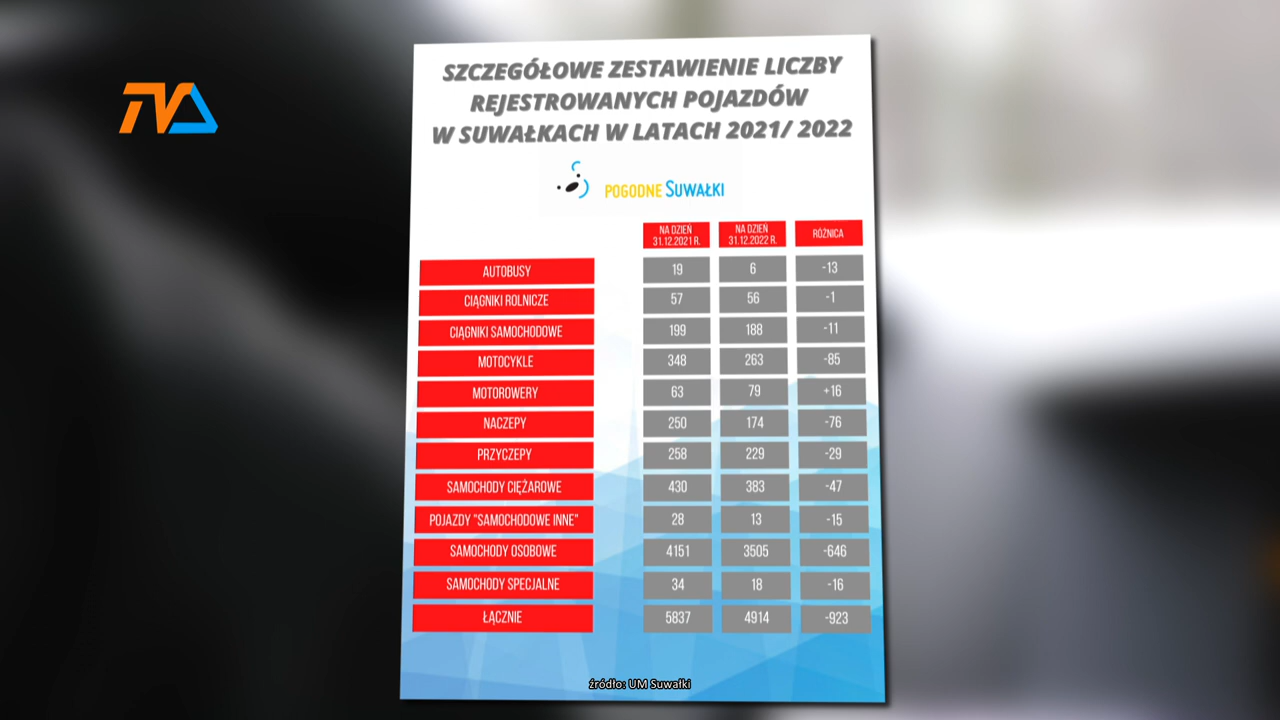 TVS
SZCZEGÓŁOWE ZESTAWIENIE LICZBY
REJESTROWANYCH POJAZDÓW
W SUWAŁKACH W LATACH 2021/ 2022
POGODNE SUWAŁKI
NA DZIEŃ 31.12.2021 R. NA DZIEŃ 31.12.2022 R. RÓŻNICA
AUTOBUSY 19 6 -13
CIĄGNIKI ROLNICZE 57 56 -1
CIĄGNIKI SAMOCHODOWE 199 188 -11
MOTOCYKLE 348 263 -85
MOTOROWERY 63 79 +16
NACZEPY 250 174 -76
PRZYCZEPY 258 229 -29
SAMOCHODY CIĘŻAROWE 430 383 -47
POJAZDY "SAMOCHODOWE INNE" 28 13 -15
SAMOCHODY OSOBOWE 4151 3505 -646
SAMOCHODY SPECJALNE 34 18 -16
ŁĄCZNIE 5837 4914 -923
źródło: UM Suwałki